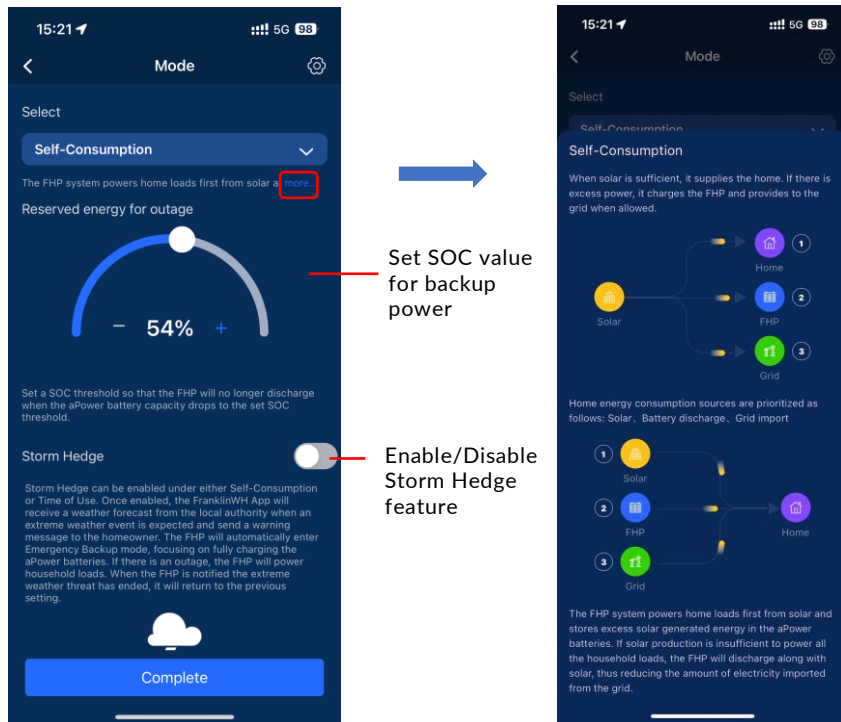 15:21
5G 98
Mode
Select
Self-Consumption
The FHP system powers home loads first from solar a more...
Reserved energy for outage
− 54% +
Set a SOC threshold so that the FHP will no longer discharge
when the aPower battery capacity drops to the set SOC
threshold.
Storm Hedge
Storm Hedge can be enabled under either Self-Consumption
or Time of Use. Once enabled, the FranklinWH App will
receive a weather forecast from the local authority when an
extreme weather event is expected and send a warning
message to the homeowner. The FHP will automatically enter
Emergency Backup mode, focusing on fully charging the
aPower batteries. If there is an outage, the FHP will power
household loads. When the FHP is notified the extreme
weather threat has ended, it will return to the previous
setting.
Complete
Set SOC value
for backup
power
Enable/Disable
Storm Hedge
feature
15:21
5G 98
Mode
Select
Self-Consumption
Self-Consumption
When solar is sufficient, it supplies the home. If there is
excess power, it charges the FHP and provides to the
grid when allowed.
1
Home
Solar
2
FHP
3
Grid
Home energy consumption sources are prioritized as
follows: Solar、Battery discharge、Grid import
1
Solar
2
FHP
Home
3
Grid
The FHP system powers home loads first from solar and
stores excess solar generated energy in the aPower
batteries. If solar production is insufficient to power all
the household loads, the FHP will discharge along with
solar, thus reducing the amount of electricity imported
from the grid.